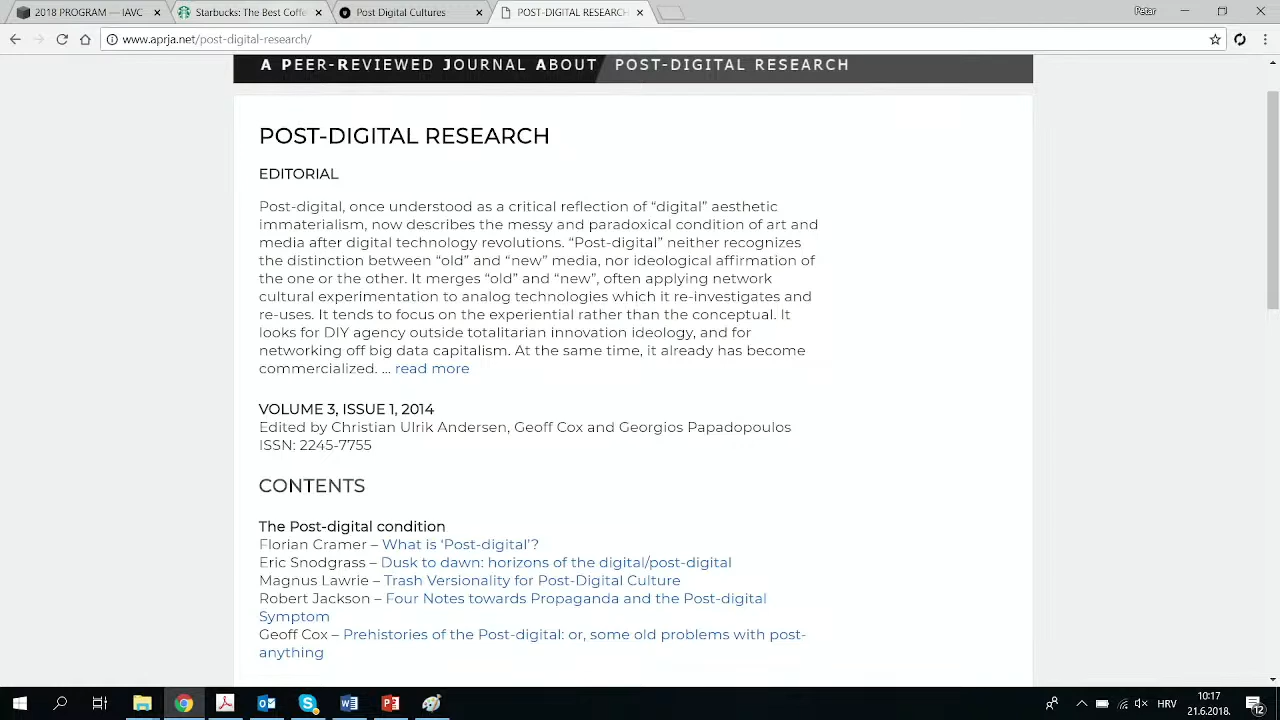 2018 PROGRAM — IAVC
Starbucks: The Best Coffe
Post Digital Cultures
POST-DIGITAL RESEARCH
Peter
www.aprja.net/post-digital-research/
A PEER-REVIEWED JOURNAL ABOUT POST-DIGITAL RESEARCH
POST-DIGITAL RESEARCH
EDITORIAL
Post-digital, once understood as a critical reflection of “digital” aesthetic
immaterialism, now describes the messy and paradoxical condition of art and
media after digital technology revolutions. “Post-digital” neither recognizes
the distinction between “old” and “new” media, nor ideological affirmation of
the one or the other. It merges “old” and “new”, often applying network
cultural experimentation to analog technologies which it re-investigates and
re-uses. It tends to focus on the experiential rather than the conceptual. It
looks for DIY agency outside totalitarian innovation ideology, and for
networking off big data capitalism. At the same time, it already has become
commercialized. ... read more
VOLUME 3, ISSUE 1, 2014
Edited by Christian Ulrik Andersen, Geoff Cox and Georgios Papadopoulos
ISSN: 2245-7755
CONTENTS
The Post-digital condition
Florian Cramer – What is ‘Post-digital’?
Eric Snodgrass – Dusk to dawn: horizons of the digital/post-digital
Magnus Lawrie – Trash Versionality for Post-Digital Culture
Robert Jackson – Four Notes towards Propaganda and the Post-digital
Symptom
Geoff Cox – Prehistories of the Post-digital: or, some old problems with post-
anything
HRV
10:17
21.6.2018.